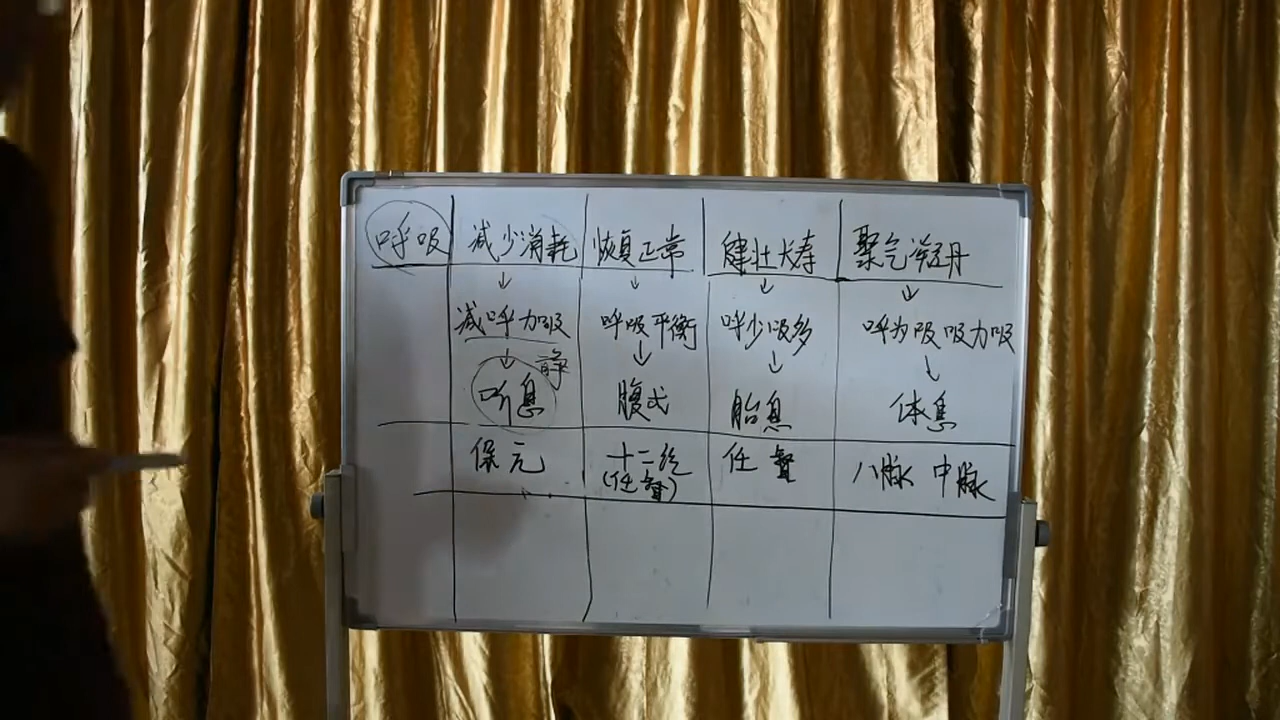 呼吸 减少消耗 恢复正常 健壮长寿 聚气凝丹
↓ ↓ ↓ ↓
减呼力吸 呼吸平衡 呼少吸多 呼为吸 吸力吸
↓ ↓ ↓ ↓
听息 静 腹式 胎息 体息
保元 十二经 任督 八脉 中脉
(任督)